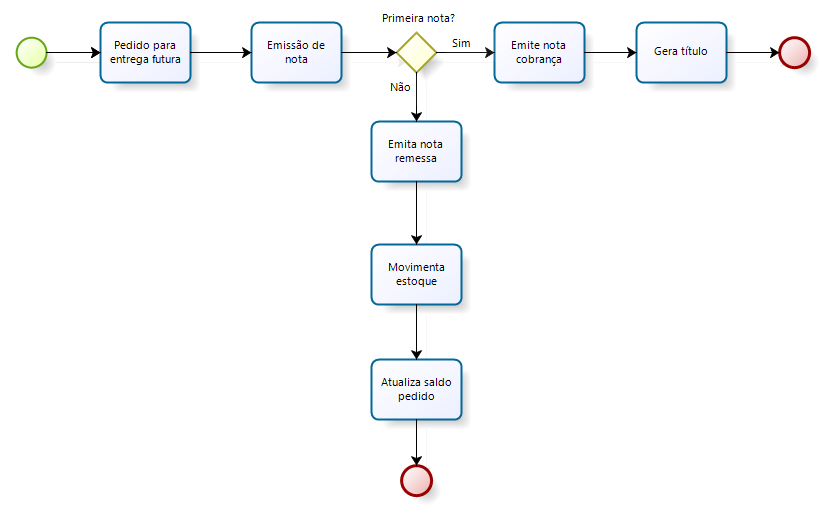 Primeira nota?
Pedido para
entrega futura
Emissão de
nota
Sim
Emite nota
cobrança
Gera título
Não
Emita nota
remessa
Movimenta
estoque
Atualiza saldo
pedido